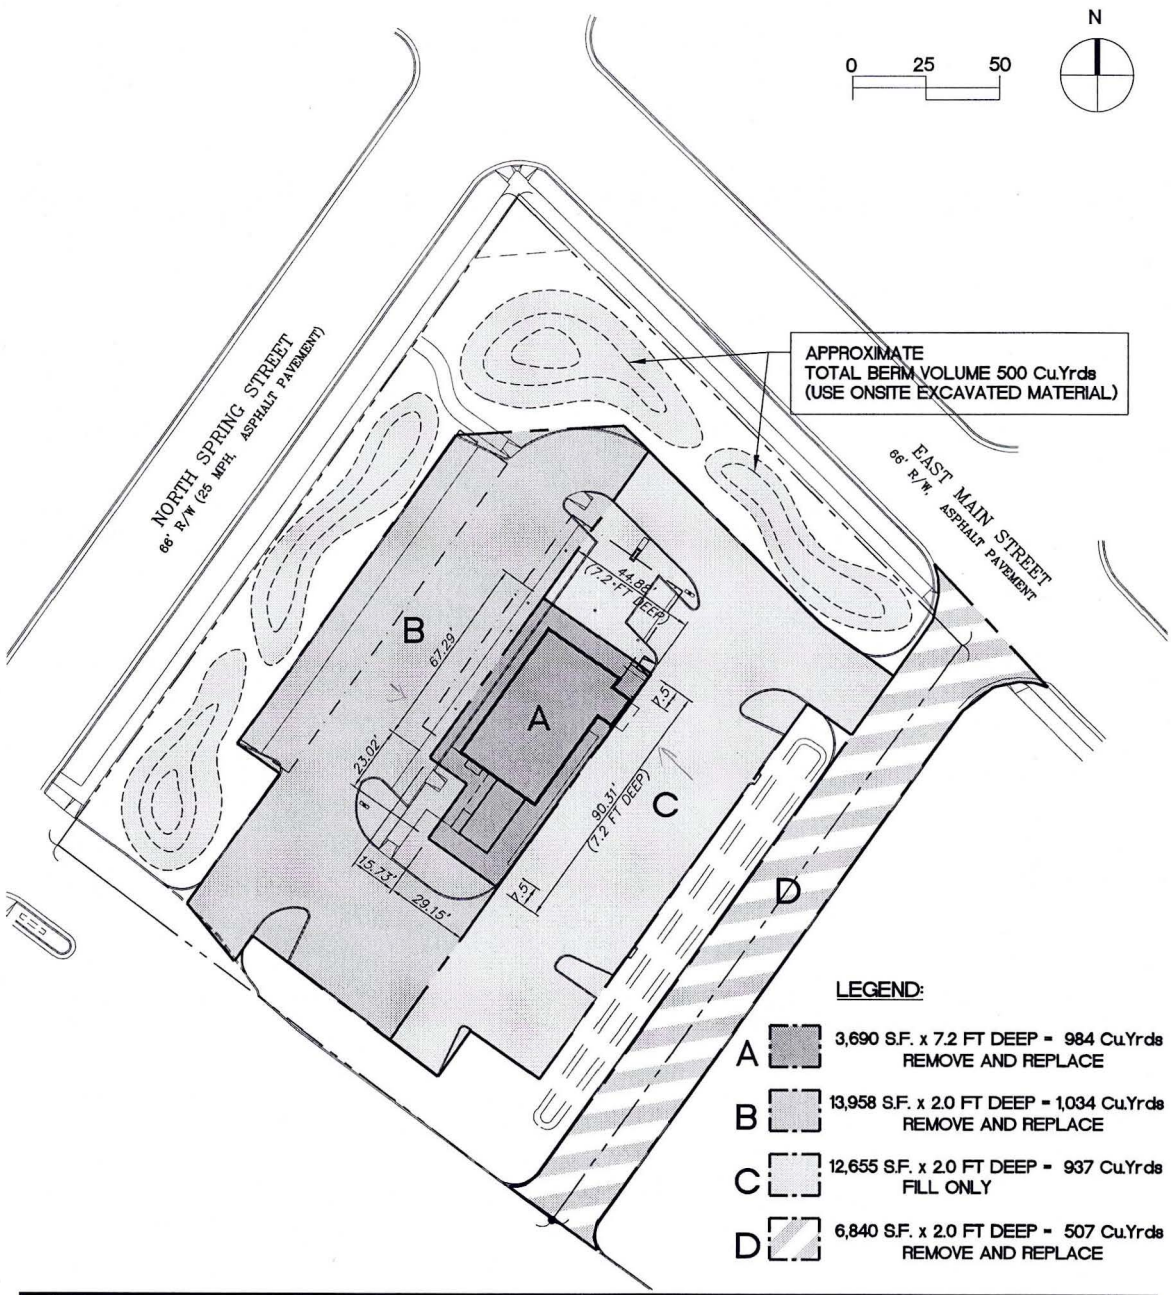 N
0 25 50
APPROXIMATE
TOTAL BERM VOLUME 500 Cu.Yrds
(USE ONSITE EXCAVATED MATERIAL)
NORTH SPRING STREET
66' R/W (25 MPH, ASPHALT PAVEMENT)
EAST MAIN STREET
66' R/W, ASPHALT PAVEMENT
44.88'
(7.2 FT DEEP)
B
67.29'
A
7.5'
23.02'
90.31'
(7.2 FT DEEP)
C
15.73'
29.15'
7.5'
D
LEGEND:
A 3,690 S.F. x 7.2 FT DEEP = 984 Cu.Yrds
REMOVE AND REPLACE
B 13,958 S.F. x 2.0 FT DEEP = 1,034 Cu.Yrds
REMOVE AND REPLACE
C 12,655 S.F. x 2.0 FT DEEP = 937 Cu.Yrds
FILL ONLY
D 6,840 S.F. x 2.0 FT DEEP = 507 Cu.Yrds
REMOVE AND REPLACE